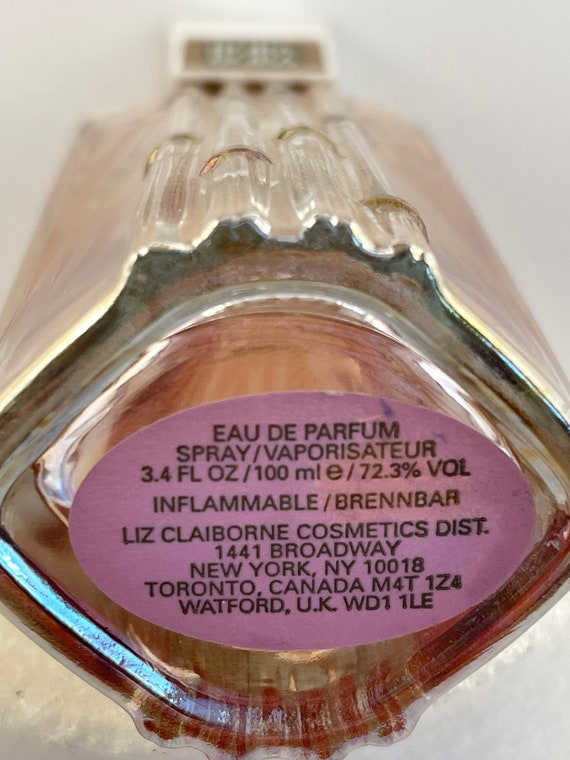 EAU DE PARFUM
SPRAY/VAPORISATEUR
3.4 FL OZ/100 ml e/72.3% VOL
INFLAMMABLE/BRENNBAR
LIZ CLAIBORNE COSMETICS DIST.
1441 BROADWAY
NEW YORK, NY 10018
TORONTO, CANADA M4T 1Z4
WATFORD, U.K. WD1 1LE